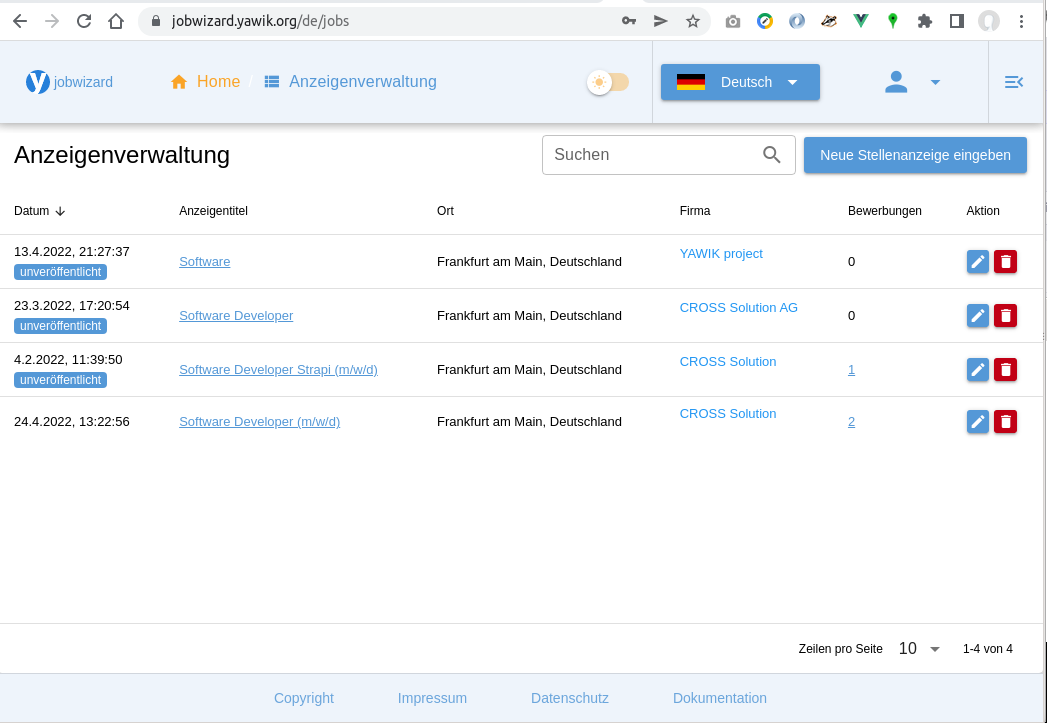 jobwizard.yawik.org/de/jobs
y jobwizard Home / Anzeigenverwaltung Deutsch
Anzeigenverwaltung Suchen Neue Stellenanzeige eingeben
Datum Anzeigentitel Ort Firma Bewerbungen Aktion
13.4.2022, 21:27:37
unveröffentlicht
Software Frankfurt am Main, Deutschland YAWIK project 0
23.3.2022, 17:20:54
unveröffentlicht
Software Developer Frankfurt am Main, Deutschland CROSS Solution AG 0
4.2.2022, 11:39:50
unveröffentlicht
Software Developer Strapi (m/w/d) Frankfurt am Main, Deutschland CROSS Solution 1
24.4.2022, 13:22:56 Software Developer (m/w/d) Frankfurt am Main, Deutschland CROSS Solution 2
Zeilen pro Seite 10 1-4 von 4
Copyright Impressum Datenschutz Dokumentation